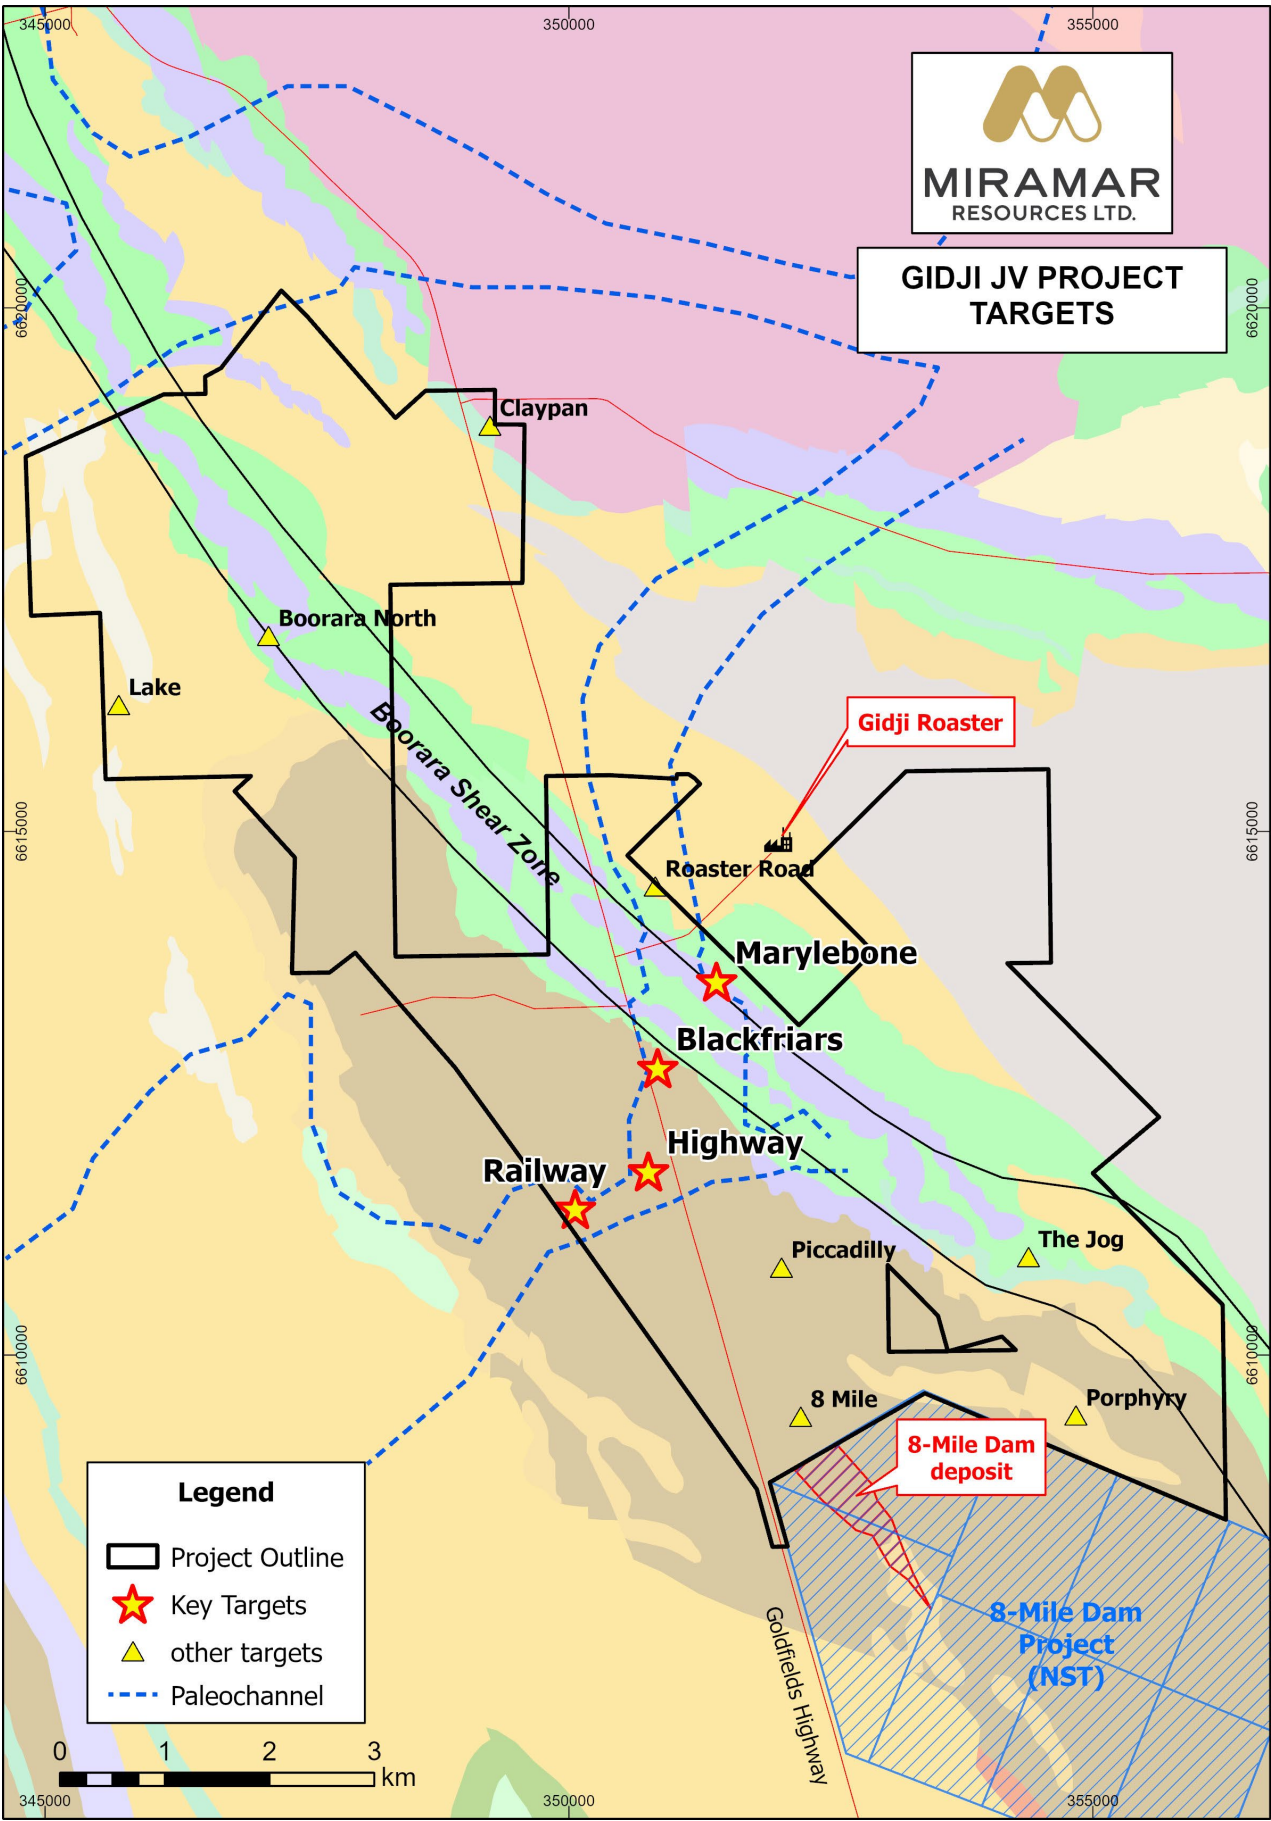 345000
350000
355000
MIRAMAR
RESOURCES LTD.
GIDJI JV PROJECT
TARGETS
6620000
6620000
Claypan
Boorara North
Lake
Boorara Shear Zone
Gidji Roaster
6615000
6615000
Roaster Road
Marylebone
Blackfriars
Highway
Railway
The Jog
Piccadilly
6610000
6610000
8 Mile
Porphyry
8-Mile Dam
deposit
Legend
Project Outline
Key Targets
other targets
Paleochannel
8-Mile Dam
Project
(NST)
Goldfields Highway
0 1 2 3
km
345000
350000
355000